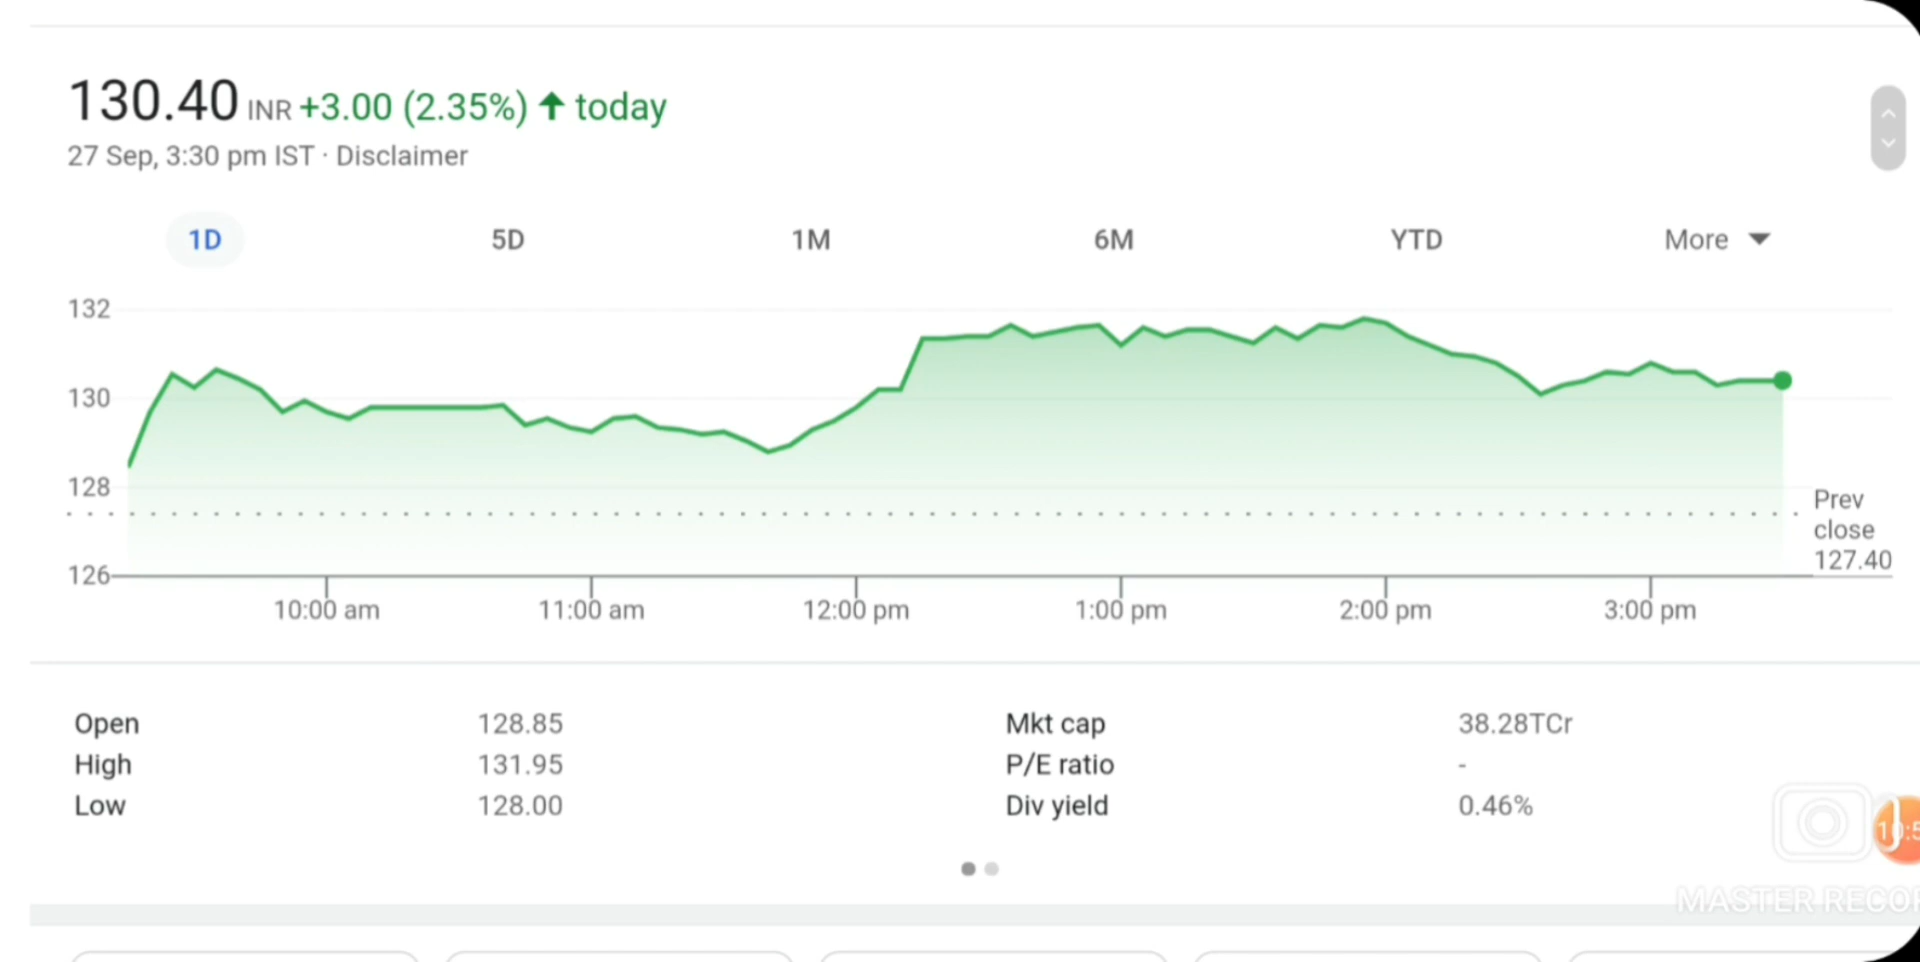 130.40 INR +3.00 (2.35%) ↑ today
27 Sep, 3:30 pm IST · Disclaimer
1D 5D 1M 6M YTD More
132
130
128
126
Prev
close
127.40
10:00 am 11:00 am 12:00 pm 1:00 pm 2:00 pm 3:00 pm
Open 128.85 Mkt cap 38.28TCr
High 131.95 P/E ratio -
Low 128.00 Div yield 0.46%
MASTER